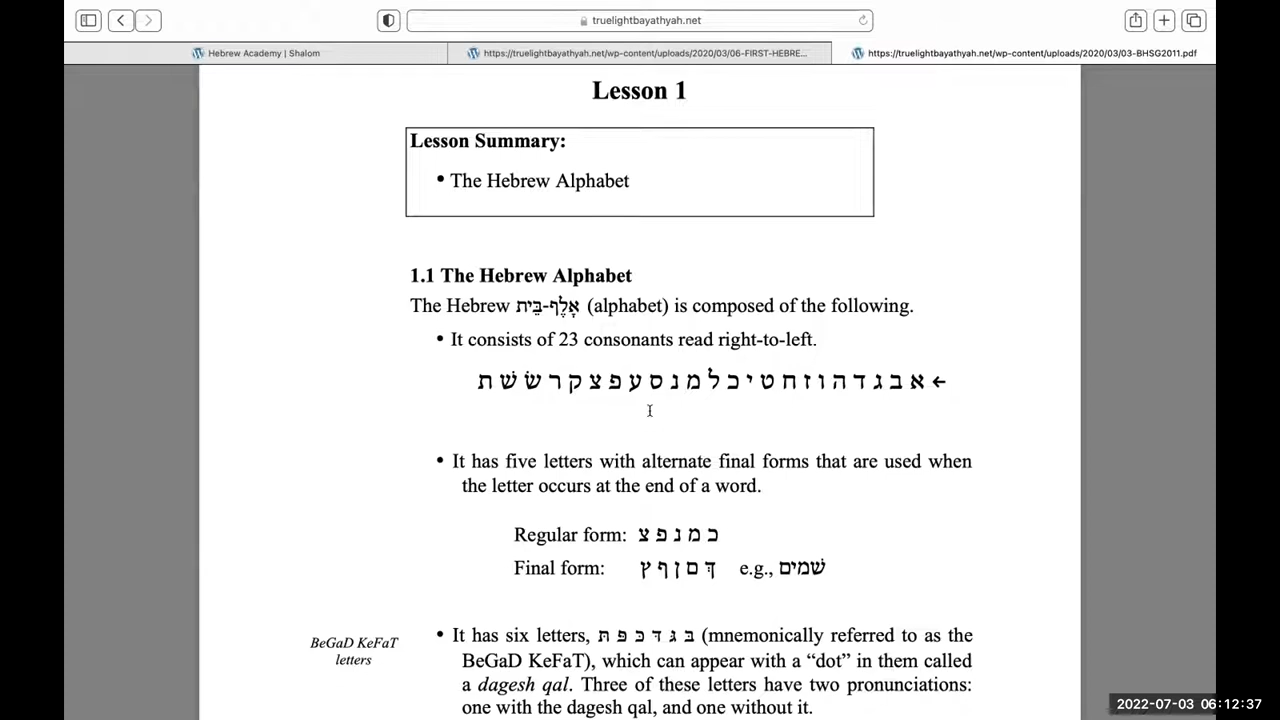 truelightbayathyah.net
Hebrew Academy | Shalom
https://truelightbayathyah.net/wp-content/uploads/2020/03/06-FIRST-HEBRE...
https://truelightbayathyah.net/wp-content/uploads/2020/03/03-BHSG2011.pdf
Lesson 1
Lesson Summary:
• The Hebrew Alphabet
1.1 The Hebrew Alphabet
The Hebrew אָלֶף-בֵּית (alphabet) is composed of the following.
• It consists of 23 consonants read right-to-left.
א ב ג ד ה ו ז ח ט י כ ל מ נ ס ע פ צ ק ר שׂ שׁ ת ←
• It has five letters with alternate final forms that are used when
the letter occurs at the end of a word.
Regular form: כ מ נ פ צ
Final form: ך ם ן ף ץ e.g., שׁמים
BeGaD KeFaT
letters
• It has six letters, בּ גּ דּ כּ פּ תּ (mnemonically referred to as the
BeGaD KeFaT), which can appear with a “dot” in them called
a dagesh qal. Three of these letters have two pronunciations:
one with the dagesh qal, and one without it.
2022-07-03 06:12:37